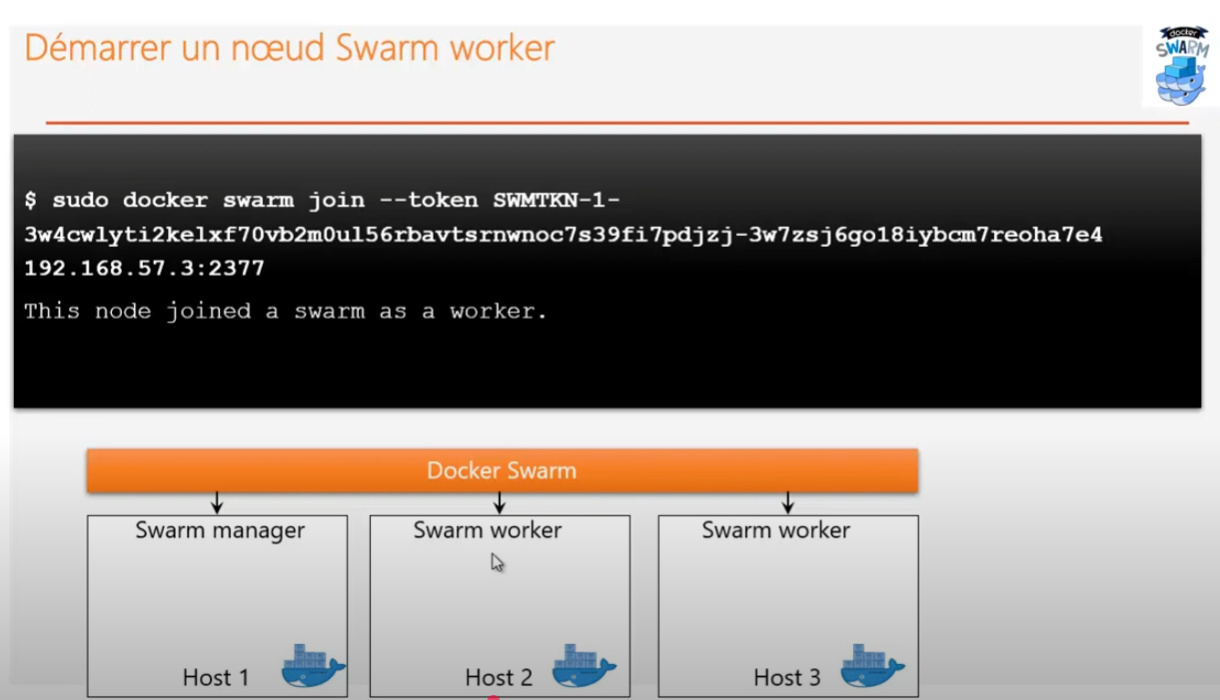 Démarrer un nœud Swarm worker
docker
SWARM
$ sudo docker swarm join --token SWMTKN-1-
3w4cwlyti2kelxf70vb2m0ul56rbavtsrnwnoc7s39fi7pdjzj-3w7zsj6go18iybcm7reoha7e4
192.168.57.3:2377
This node joined a swarm as a worker.
Docker Swarm
Swarm manager
Swarm worker
Swarm worker
Host 1
Host 2
Host 3